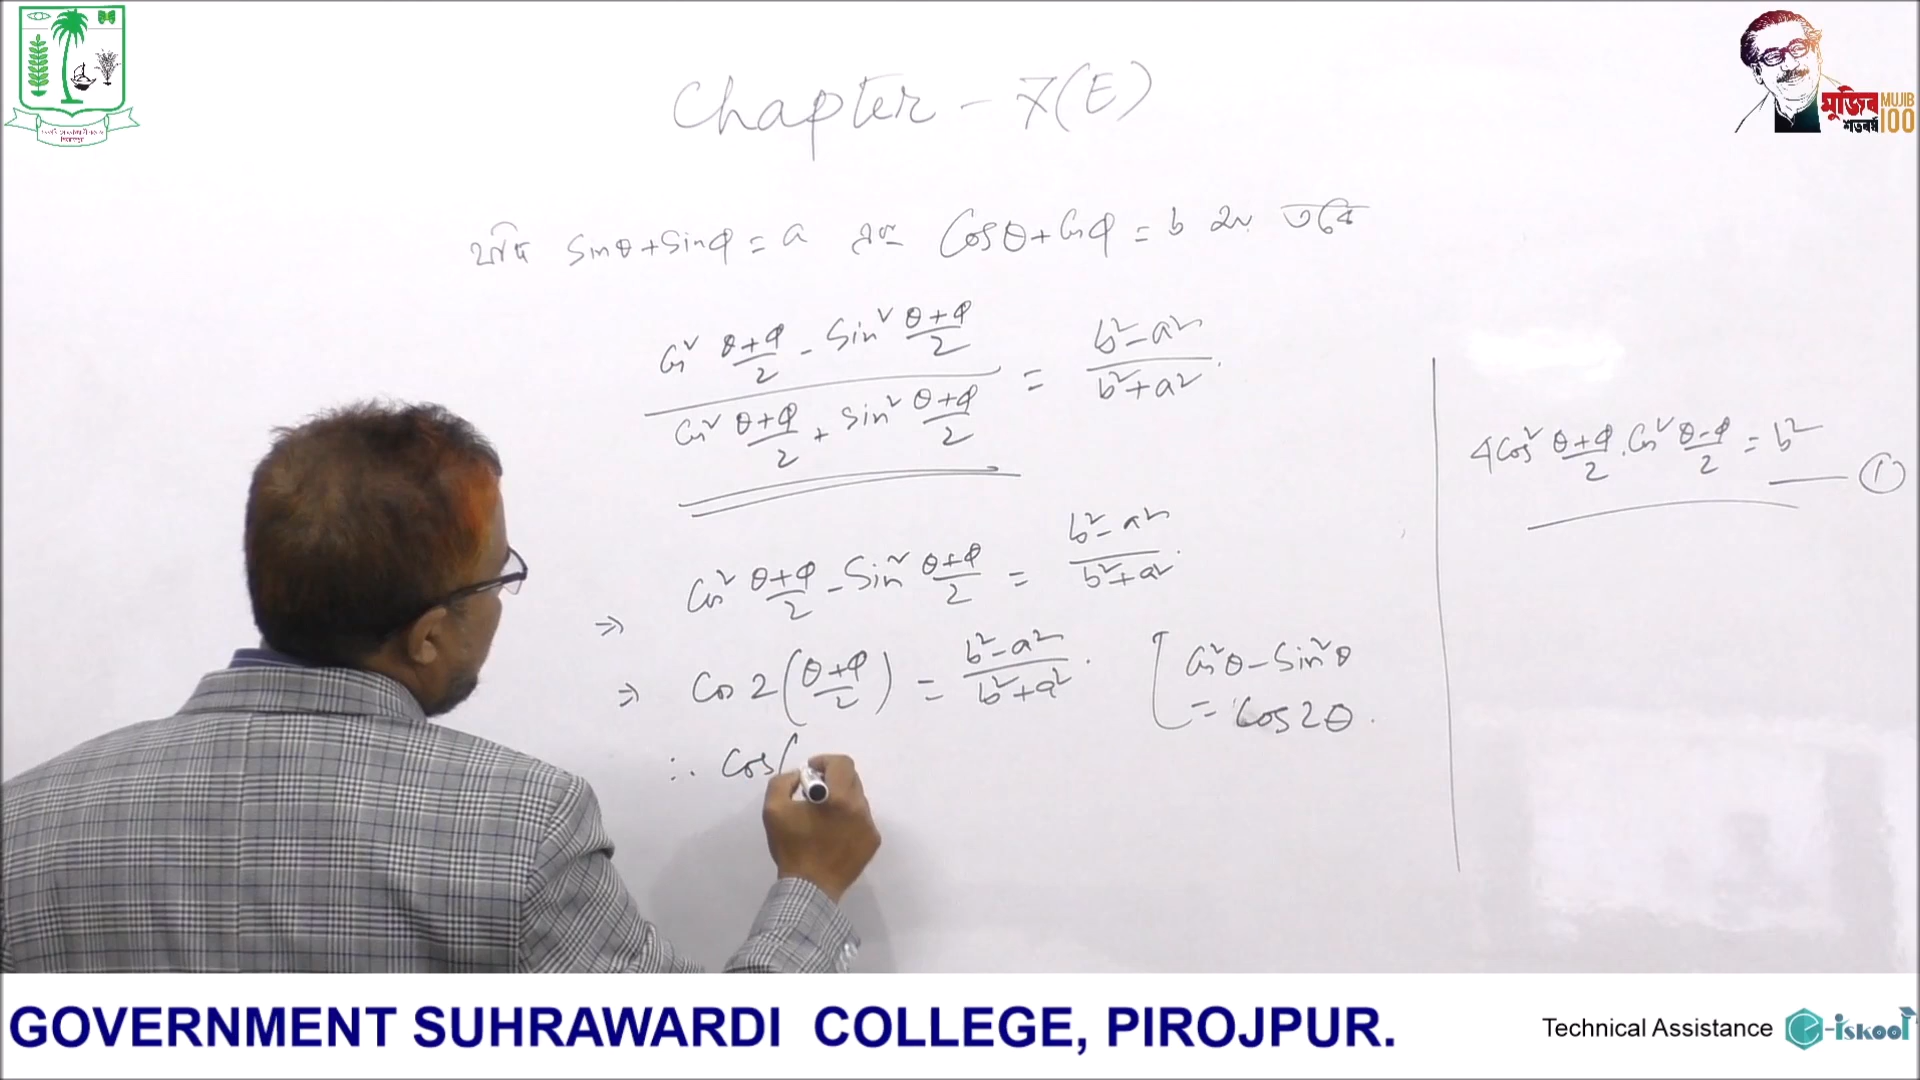 Chapter - 7(E)
যদি Sinθ + Sinφ = a এবং Cosθ + Cosφ = b হয় তবে
Cos² θ+φ/2 - Sin² θ+φ/2 / Cos² θ+φ/2 + Sin² θ+φ/2 = b²-a² / b²+a².
⇒ Cos² θ+φ/2 - Sin² θ+φ/2 = b²-a² / b²+a².
⇒ Cos 2(θ+φ/2) = b²-a² / b²+a². [Cos²θ - Sin²θ
= Cos2θ.
∴ Cos(
4Cos² θ+φ/2 . Cos² θ-φ/2 = b² — ①
মুজিব MUJIB
শতবর্ষ 100
GOVERNMENT SUHRAWARDI COLLEGE, PIROJPUR.
Technical Assistance e-iskool